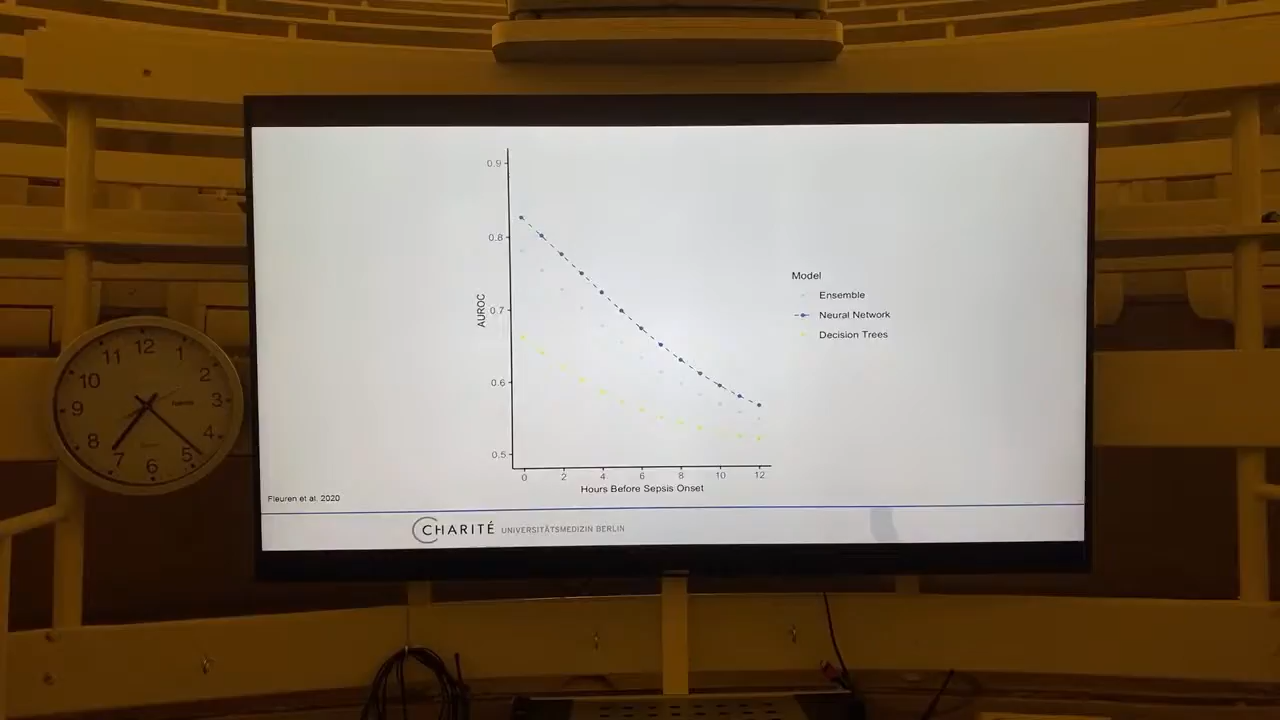 0.9
0.8
0.7
0.6
0.5
AUROC
0 2 4 6 8 10 12
Hours Before Sepsis Onset
Model
Ensemble
Neural Network
Decision Trees
Fleuren et al. 2020
CHARITÉ UNIVERSITÄTSMEDIZIN BERLIN
12
1
2
3
4
5
6
7
8
9
10
11
hama